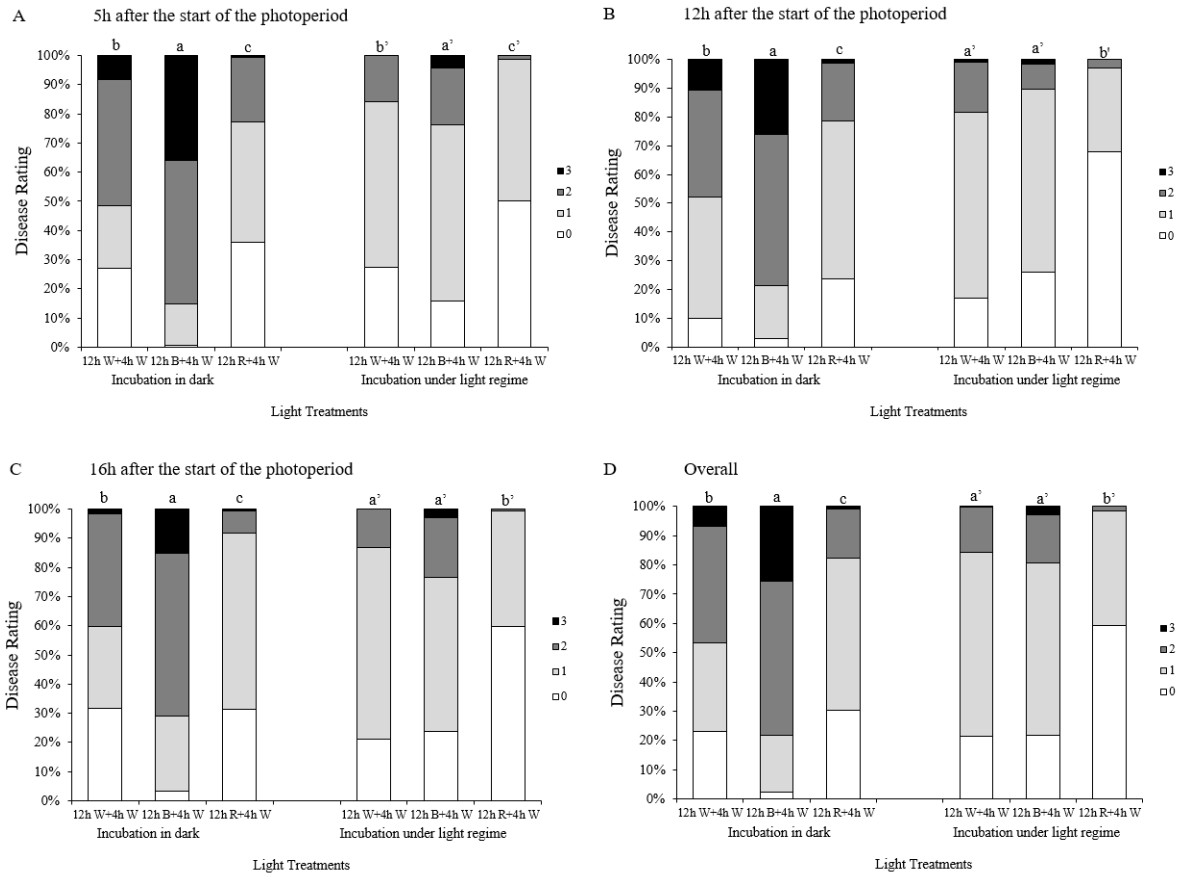 A 5h after the start of the photoperiod
b a c b’ a’ c’
100%
90%
80%
70%
60%
50%
40%
30%
20%
10%
0%
Disease Rating
3
2
1
0
12h W+4h W 12h B+4h W 12h R+4h W 12h W+4h W 12h B+4h W 12h R+4h W
Incubation in dark Incubation under light regime
Light Treatments
B 12h after the start of the photoperiod
b a c a’ a’ b'
100%
90%
80%
70%
60%
50%
40%
30%
20%
10%
0%
Disease Rating
3
2
1
0
12h W+4h W 12h B+4h W 12h R+4h W 12h W+4h W 12h B+4h W 12h R+4h W
Incubation in dark Incubation under light regime
Light Treatments
C 16h after the start of the photoperiod
b a c a’ a’ b’
100%
90%
80%
70%
60%
50%
40%
30%
20%
10%
0%
Disease Rating
3
2
1
0
12h W+4h W 12h B+4h W 12h R+4h W 12h W+4h W 12h B+4h W 12h R+4h W
Incubation in dark Incubation under light regime
Light Treatments
D Overall
b a c a’ a’ b’
100%
90%
80%
70%
60%
50%
40%
30%
20%
10%
0%
Disease Rating
3
2
1
0
12h W+4h W 12h B+4h W 12h R+4h W 12h W+4h W 12h B+4h W 12h R+4h W
Incubation in dark Incubation under light regime
Light Treatments